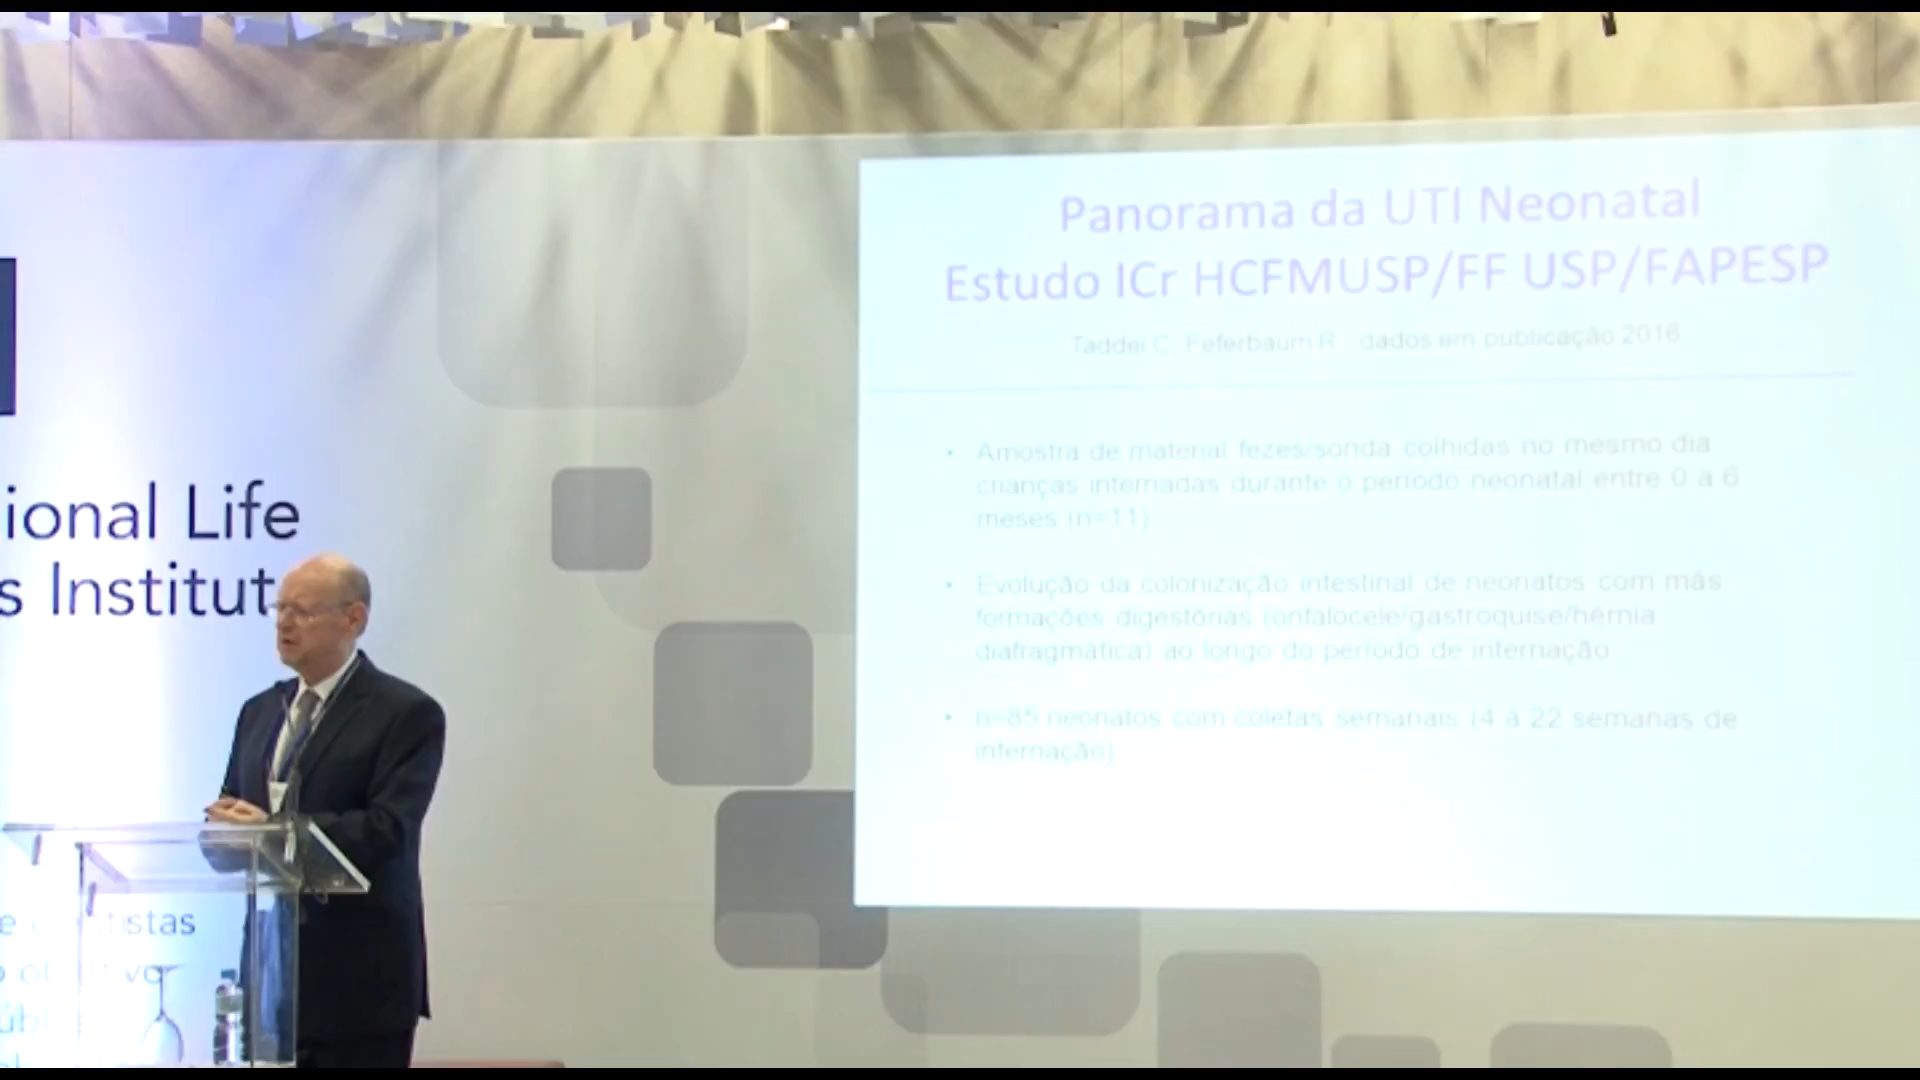 ional Life
s Institut
Panorama da UTI Neonatal
Estudo ICr HCFMUSP/FF USP/FAPESP
Taddei C, Feferbaum R dados em publicação 2016
• Amostra de material fezes/sonda colhidas no mesmo dia
crianças internadas durante o período neonatal entre 0 a 6
meses (n=11)
• Evolução da colonização intestinal de neonatos com más
formações digestórias (onfalocele/gastroquise/hérnia
diafragmática) ao longo do período de internação
• n=85 neonatos com coletas semanais (4 à 22 semanas de
internação)